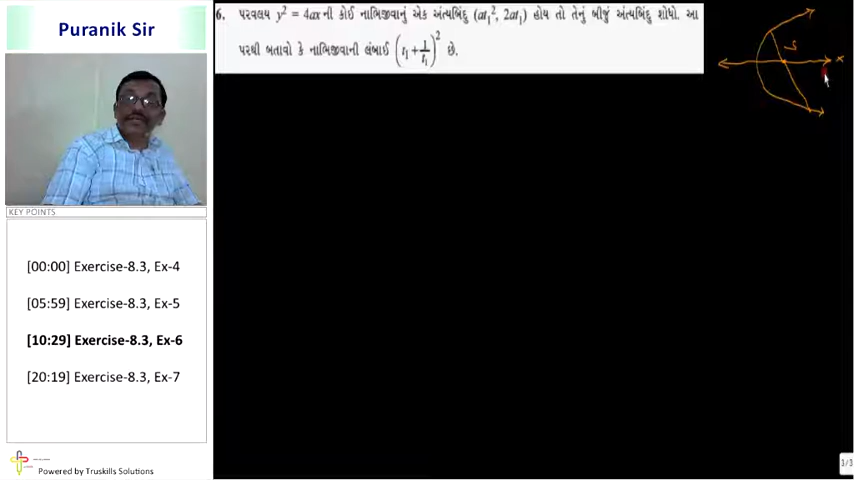 Puranik Sir
6. પરવલય y² = 4ax ની કોઈ નાભિજીવાનું એક અંત્યબિંદુ (at₁², 2at₁) હોય તો તેનું બીજું અંત્યબિંદુ શોધો. આ
પરથી બતાવો કે નાભિજીવાની લંબાઈ (t₁ + 1/t₁)² છે.
S
x
KEY POINTS
[00:00] Exercise-8.3, Ex-4
[05:59] Exercise-8.3, Ex-5
[10:29] Exercise-8.3, Ex-6
[20:19] Exercise-8.3, Ex-7
Powered by Truskills Solutions
1/3